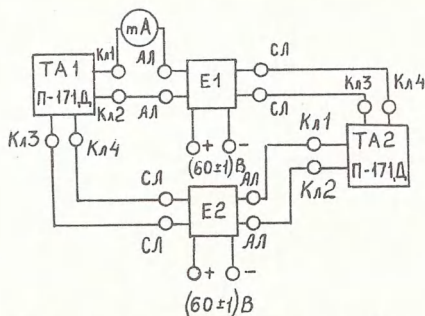 mA
Кл1 АЛ СЛ
ТА1 Е1 Кл3 Кл4
П-171Д Кл2 АЛ СЛ
Кл3 Кл4 + - Кл1 ТА2
(60±1)В Кл2 П-171Д
СЛ АЛ
Е2
СЛ АЛ
+ -
(60±1)В